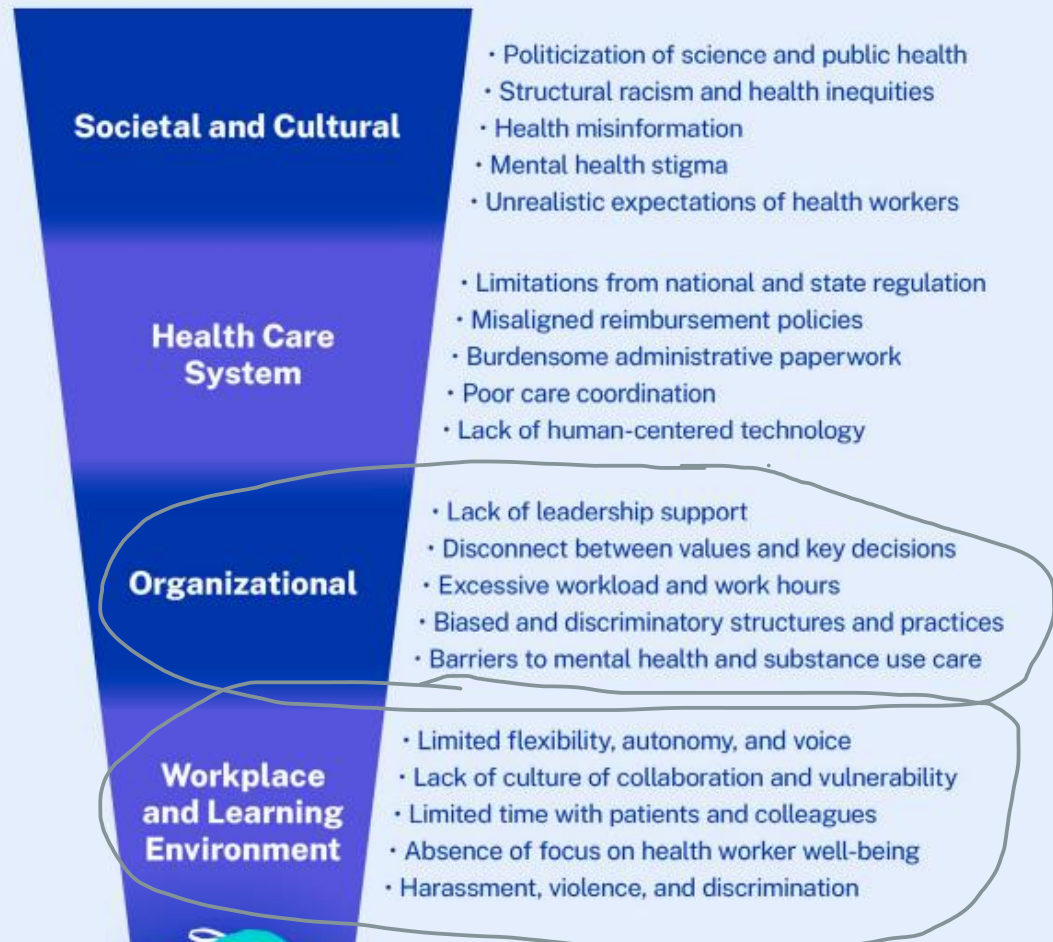 Societal and Cultural
· Politicization of science and public health
· Structural racism and health inequities
· Health misinformation
· Mental health stigma
· Unrealistic expectations of health workers
Health Care
System
· Limitations from national and state regulation
· Misaligned reimbursement policies
· Burdensome administrative paperwork
· Poor care coordination
· Lack of human-centered technology
Organizational
· Lack of leadership support
· Disconnect between values and key decisions
· Excessive workload and work hours
· Biased and discriminatory structures and practices
· Barriers to mental health and substance use care
Workplace
and Learning
Environment
· Limited flexibility, autonomy, and voice
· Lack of culture of collaboration and vulnerability
· Limited time with patients and colleagues
· Absence of focus on health worker well-being
· Harassment, violence, and discrimination